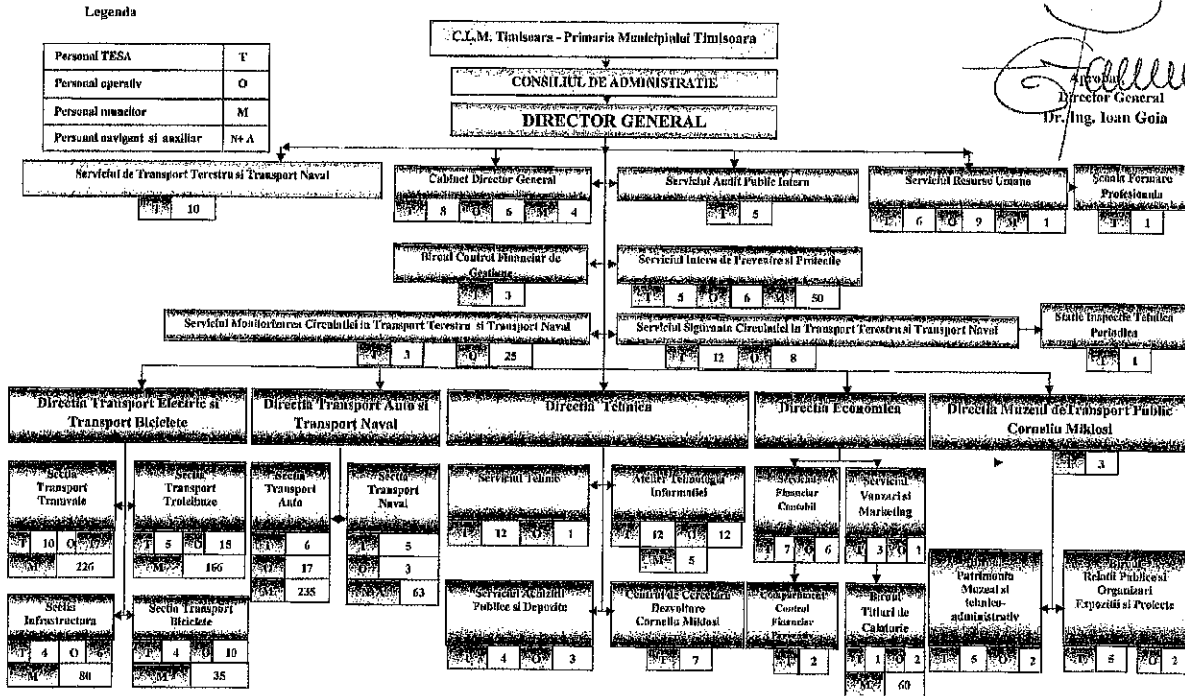 Legenda
Personal TESA T
Personal operativ O
Personal muncitor M
Personal navigant si auxiliar N+A
C.L.M. Timisoara - Primaria Municipiului Timisoara
CONSILIUL DE ADMINISTRATIE
DIRECTOR GENERAL
Aprobat,
Director General
Dr. Ing. Ioan Goia
Serviciul de Transport Terestru si Transport Naval
T 10
Cabinet Director General
T 8 O 6 M 4
Serviciul Audit Public Intern
T 5
Serviciul Resurse Umane
T 6 O 9 M 1
Scoala Formare
Profesionala
T 1
Biroul Control Financiar de
Gestiune
T 3
Serviciul Intern de Prevenire si Protectie
T 5 O 6 M 50
Serviciul Monitorizarea Circulatiei in Transport Terestru si Transport Naval
T 3 O 25
Serviciul Siguranta Circulatiei in Transport Terestru si Transport Naval
T 12 O 8
Statie Inspectie Tehnica
Periodica
T 1
Directia Transport Electric si
Transport Biciclete
Directia Transport Auto si
Transport Naval
Directia Tehnica
Directia Economica
Directia Muzeul de Transport Public
Corneliu Miklosi
T 3
Sectia
Transport
Tramvaie
T 10 O
M 226
Sectia
Transport
Troleibuze
T 5 O 18
M 166
Sectia
Transport
Auto
T 6
O 17
M 235
Sectia
Transport
Naval
T 5
O 3
63
Serviciul Tehnic
T 12 O 1
Atelier Tehnologia
Informatiei
T 12 O 12
M 5
Serviciul
Financiar
Contabil
T 7 O 6
Serviciul
Vanzari si
Marketing
T 3 O 1
Sectia
Infrastructura
T 4 O
M 80
Sectia Transport
Biciclete
T 4 O 10
M 35
Serviciul Achizitii
Publice si Depozite
T 4 O 3
Centrul de Cercetare
Dezvoltare
Corneliu Miklosi
T 7
Compartiment
Control
Financiar
T 2
Biroul
Titluri de
Calatorie
T 1 O 2
M 60
Biroul
Patrimoniu
Muzeal si
tehnico-
administrativ
T 5 O 2
Biroul
Relatii Publice si
Organizari
Expozitii si Proiecte
T 5 O 2